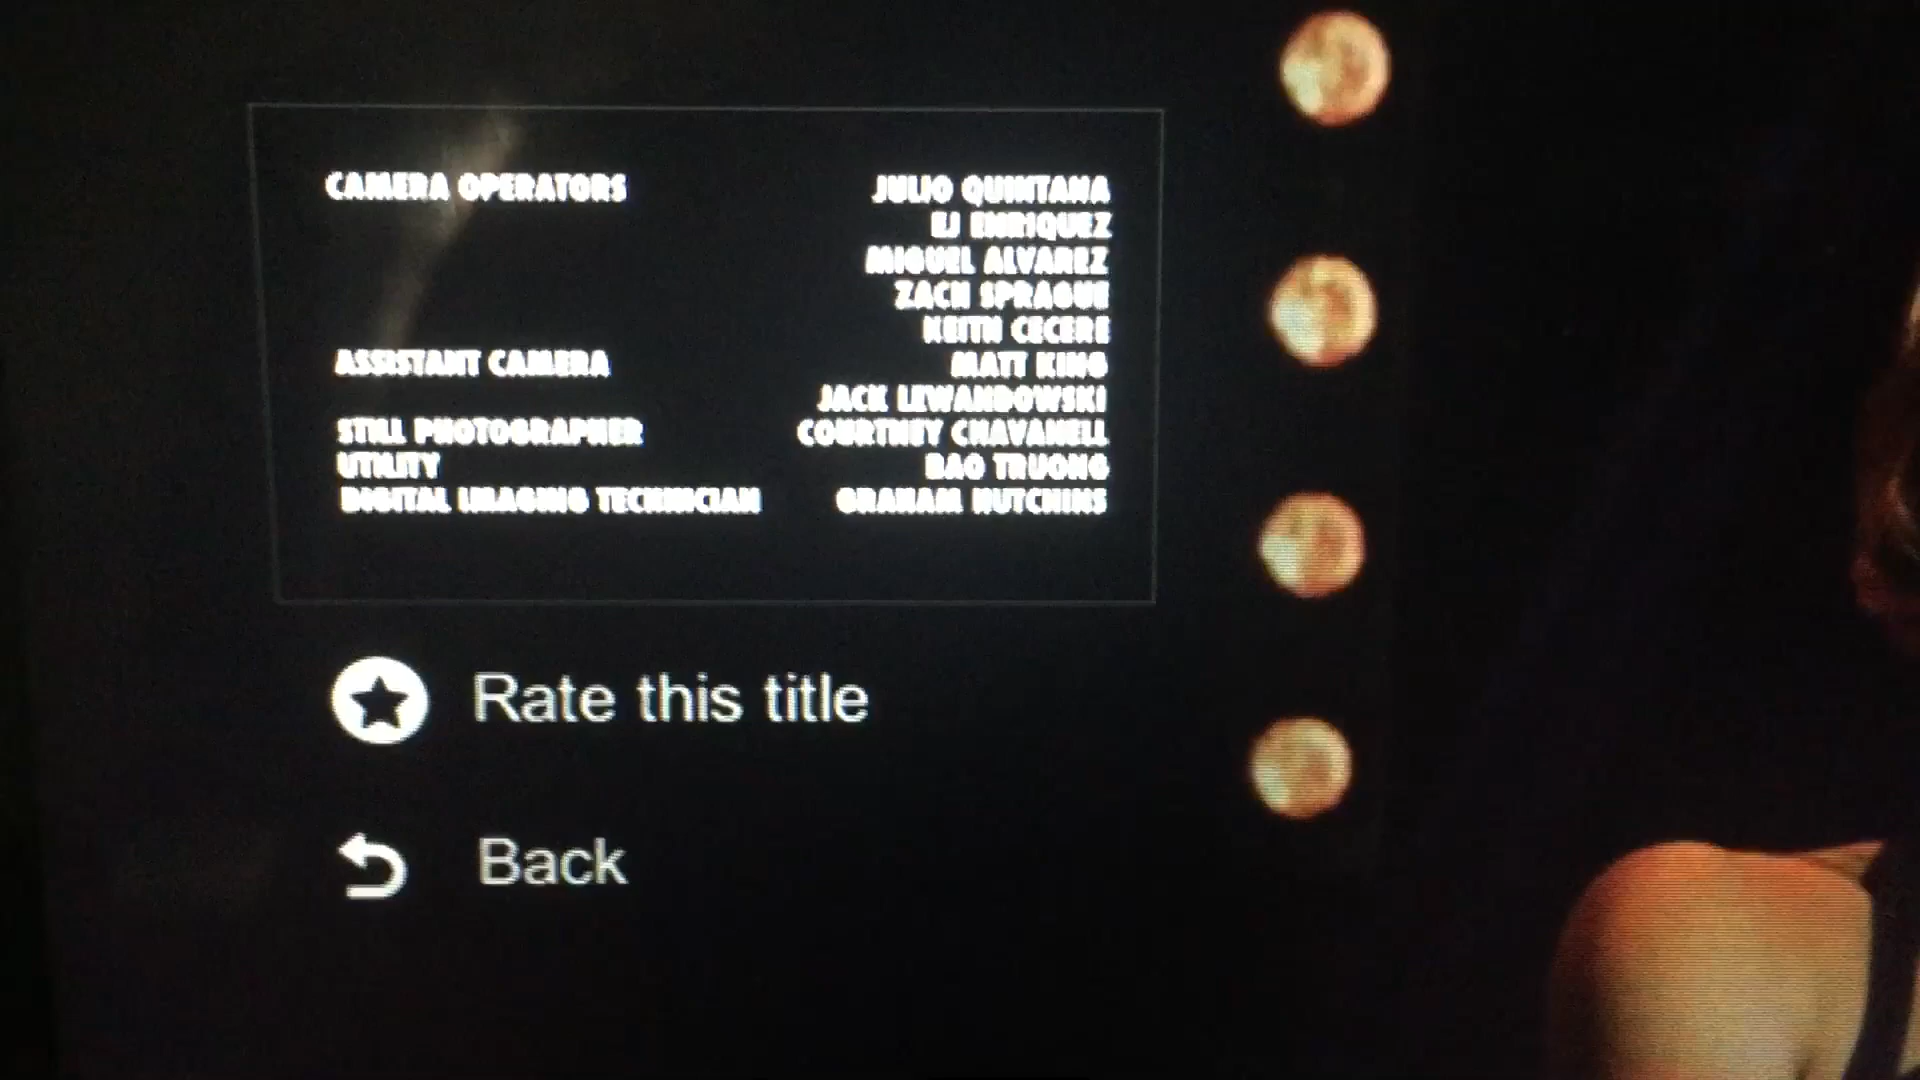 CAMERA OPERATORS JULIO QUINTANA
EJ ENRIQUEZ
MIGUEL ALVAREZ
ZACH SPRAGUE
KEITH CECERE
ASSISTANT CAMERA MATT KING
JACK LEWANDOWSKI
STILL PHOTOGRAPHER COURTNEY CHAVANELL
UTILITY BAO TRUONG
DIGITAL IMAGING TECHNICIAN GRAHAM HUTCHINS
Rate this title
Back